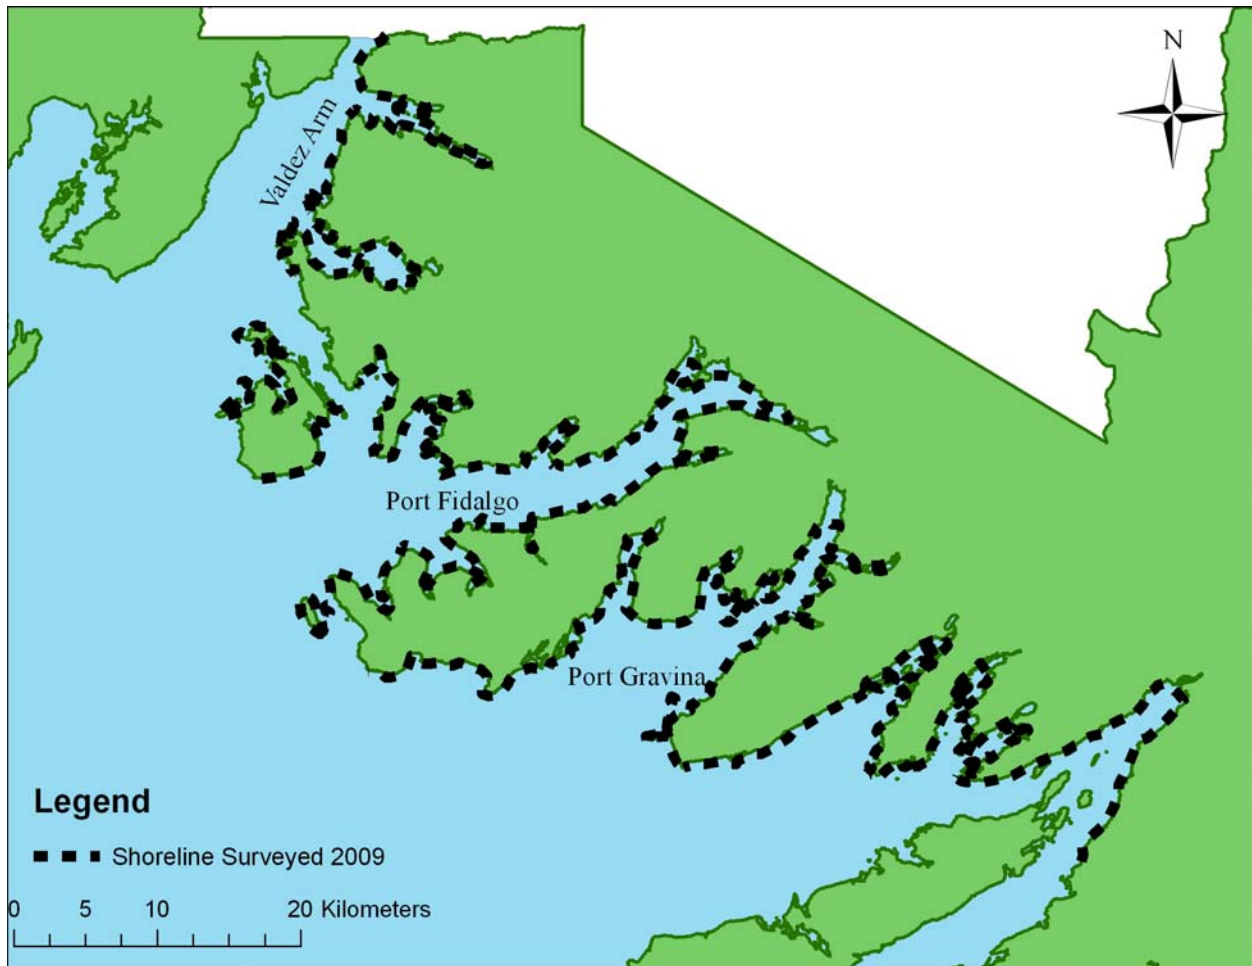 N
Valdez Arm
Port Fidalgo
Port Gravina
Legend
Shoreline Surveyed 2009
0 5 10 20 Kilometers